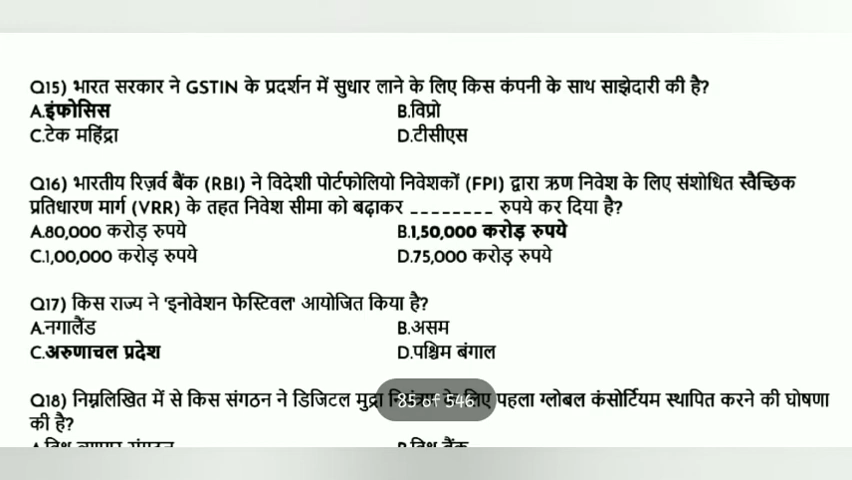 Q15) भारत सरकार ने GSTIN के प्रदर्शन में सुधार लाने के लिए किस कंपनी के साथ साझेदारी की है?
A.इंफोसिस B.विप्रो
C.टेक महिंद्रा D.टीसीएस
Q16) भारतीय रिज़र्व बैंक (RBI) ने विदेशी पोर्टफोलियो निवेशकों (FPI) द्वारा ऋण निवेश के लिए संशोधित स्वैच्छिक
प्रतिधारण मार्ग (VRR) के तहत निवेश सीमा को बढ़ाकर ________ रुपये कर दिया है?
A.80,000 करोड़ रुपये B.1,50,000 करोड़ रुपये
C.1,00,000 करोड़ रुपये D.75,000 करोड़ रुपये
Q17) किस राज्य ने 'इनोवेशन फेस्टिवल' आयोजित किया है?
A.नगालैंड B.असम
C.अरुणाचल प्रदेश D.पश्चिम बंगाल
Q18) निम्नलिखित में से किस संगठन ने डिजिटल मुद्रा के लिए पहला ग्लोबल कंसोर्टियम स्थापित करने की घोषणा
85 of 546
की है?